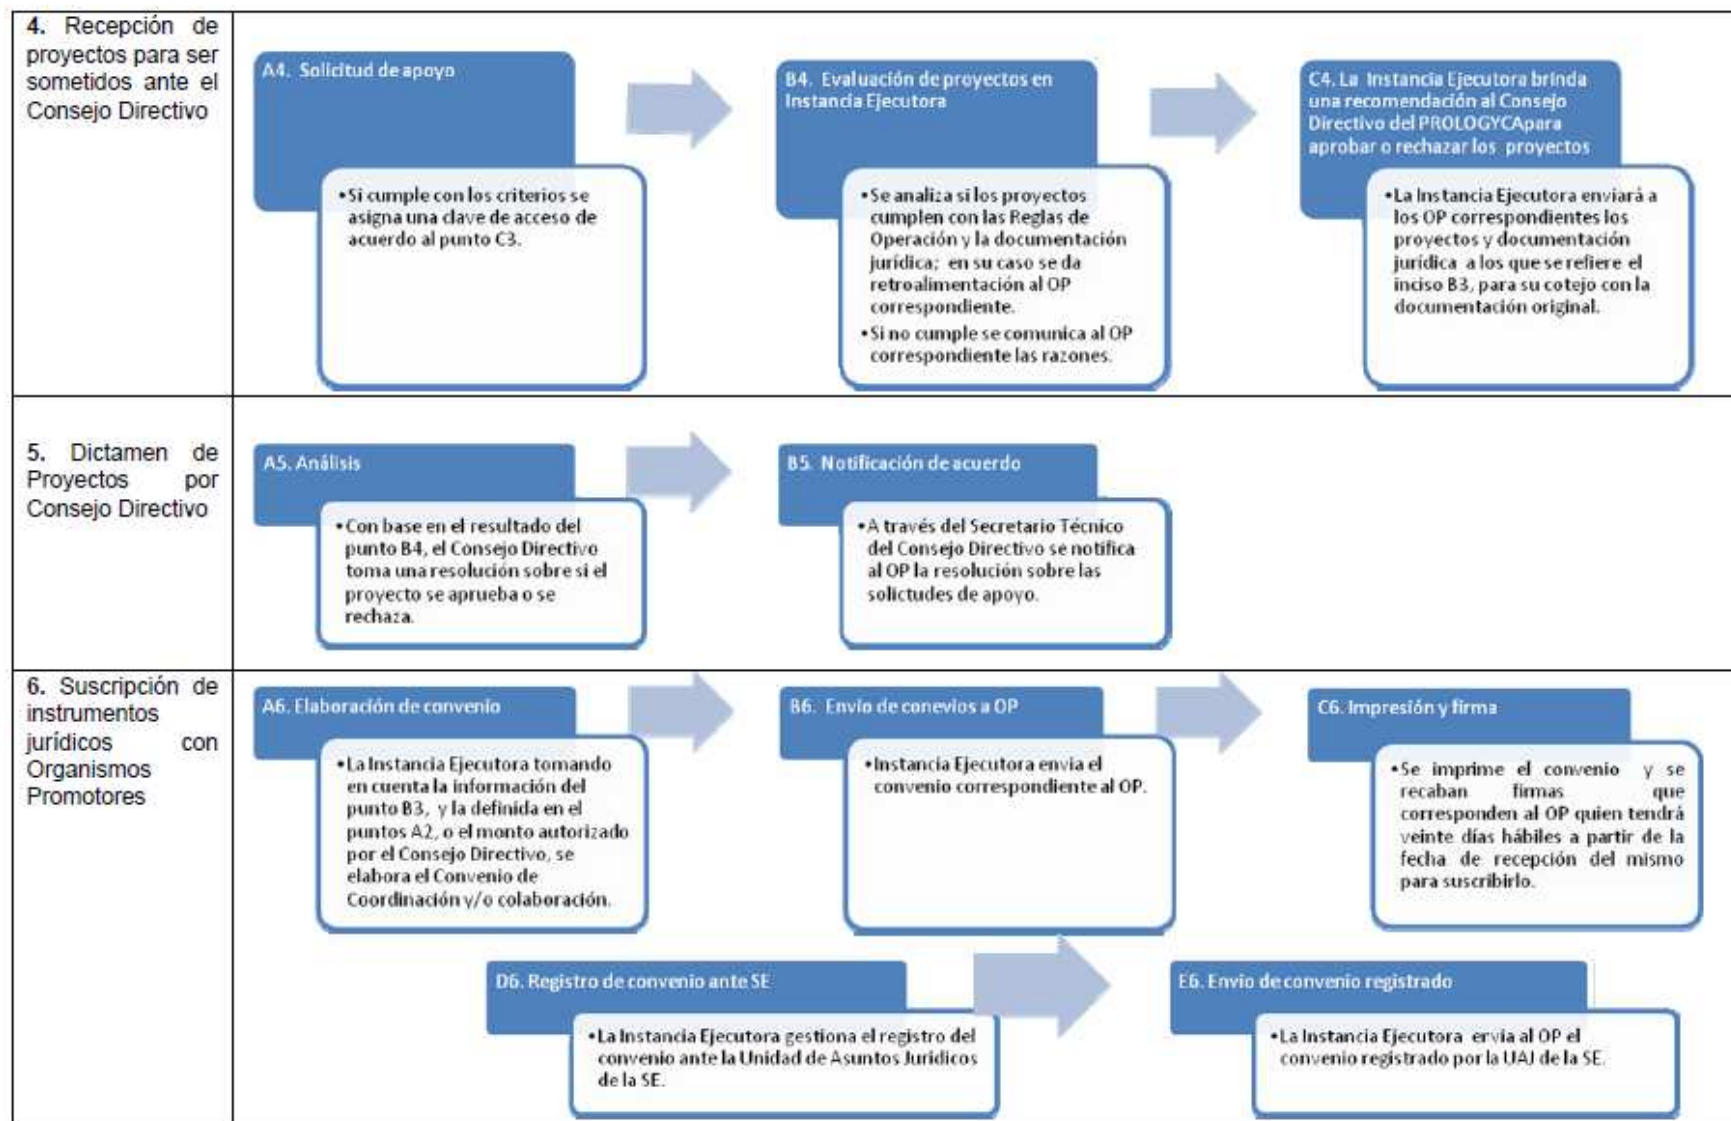 4. Recepción de
proyectos para ser
sometidos ante el
Consejo Directivo
A4. Solicitud de apoyo
•Si cumple con los criterios se
asigna una clave de acceso de
acuerdo al punto C3.
B4. Evaluación de proyectos en
Instancia Ejecutora
•Se analiza si los proyectos
cumplen con las Reglas de
Operación y la documentación
jurídica; en su caso se da
retroalimentación al OP
correspondiente.
•Si no cumple se comunica al OP
correspondiente las razones.
C4. La Instancia Ejecutora brinda
una recomendación al Consejo
Directivo del PROLOGYCApara
aprobar o rechazar los proyectos
•La Instancia Ejecutora enviará a
los OP correspondientes los
proyectos y documentación
jurídica a los que se refiere el
inciso B3, para su cotejo con la
documentación original.
5. Dictamen de
Proyectos por
Consejo Directivo
A5. Análisis
•Con base en el resultado del
punto B4, el Consejo Directivo
toma una resolución sobre si el
proyecto se aprueba o se
rechaza.
B5. Notificación de acuerdo
•A través del Secretario Técnico
del Consejo Directivo se notifica
al OP la resolución sobre las
solictudes de apoyo.
6. Suscripción de
instrumentos
jurídicos con
Organismos
Promotores
A6. Elaboración de convenio
•La Instancia Ejecutora tomando
en cuenta la información del
punto B3, y la definida en el
puntos A2, o el monto autorizado
por el Consejo Directivo, se
elabora el Convenio de
Coordinación y/o colaboración.
B6. Envío de conevios a OP
•Instancia Ejecutora envia el
convenio correspondiente al OP.
C6. Impresión y firma
•Se imprime el convenio y se
recaban firmas que
corresponden al OP quien tendrá
veinte días hábiles a partir de la
fecha de recepción del mismo
para suscribirlo.
D6. Registro de convenio ante SE
•La Instancia Ejecutora gestiona el registro del
convenio ante la Unidad de Asuntos Jurídicos
de la SE.
E6. Envio de convenio registrado
•La Instancia Ejecutora envia al OP el
convenio registrado por la UAJ de la SE.